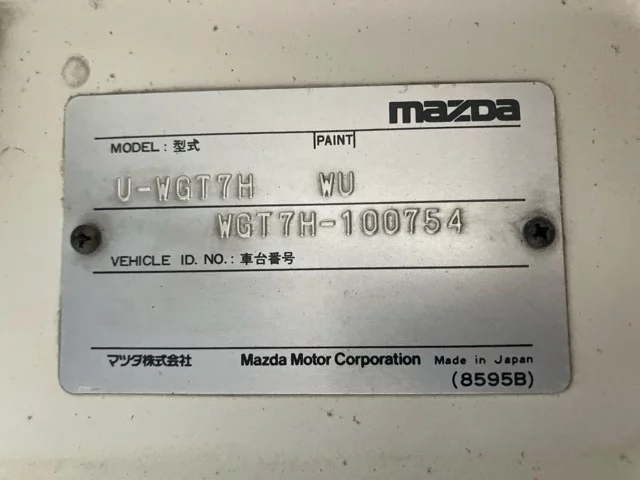 mazda
MODEL : 型式 PAINT
U-WGT7H WU
WGT7H-100754
VEHICLE ID. NO. : 車台番号
マツダ株式会社 Mazda Motor Corporation Made in Japan
(8595B)